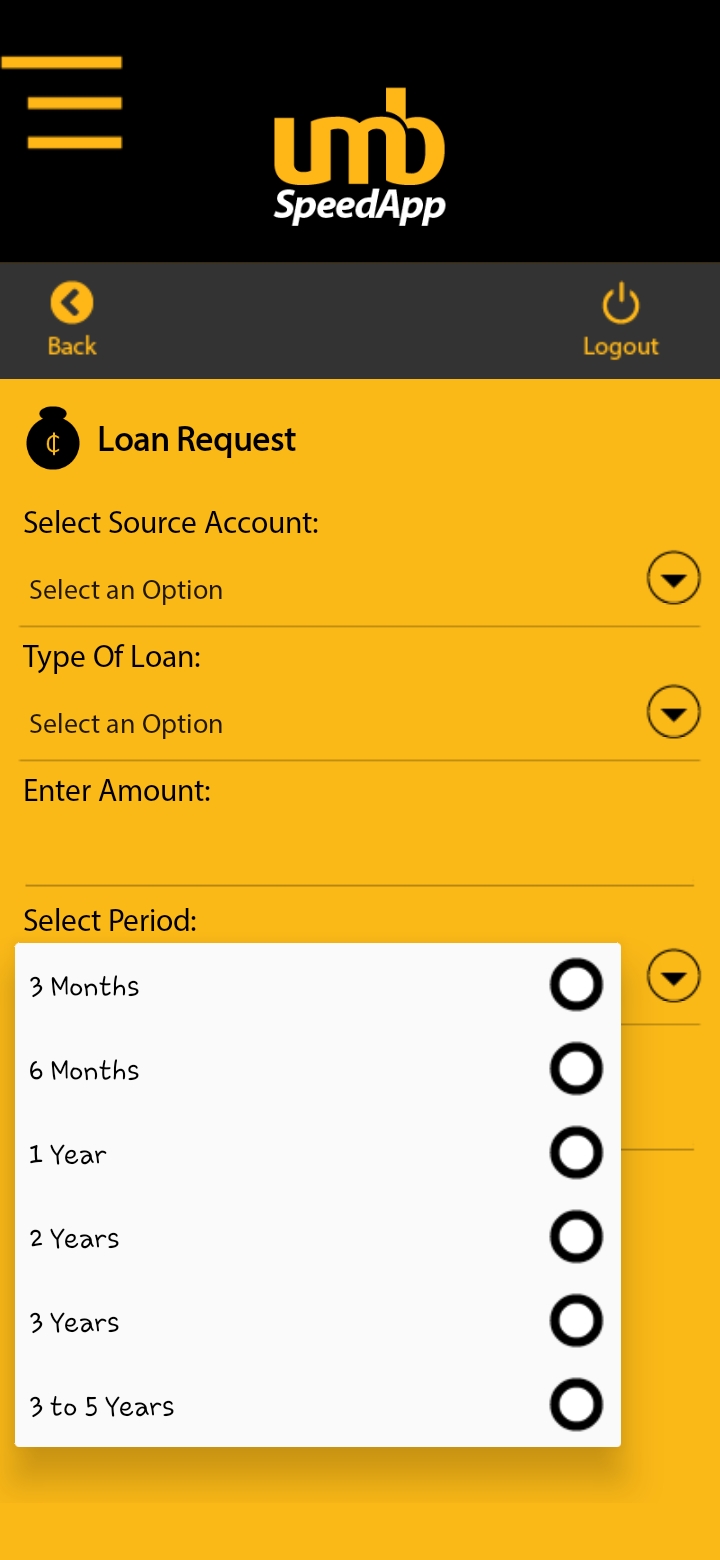 umb
SpeedApp
Back
Logout
¢
Loan Request
Select Source Account:
Select an Option
Type Of Loan:
Select an Option
Enter Amount:
Select Period:
3 Months
6 Months
1 Year
2 Years
3 Years
3 to 5 Years